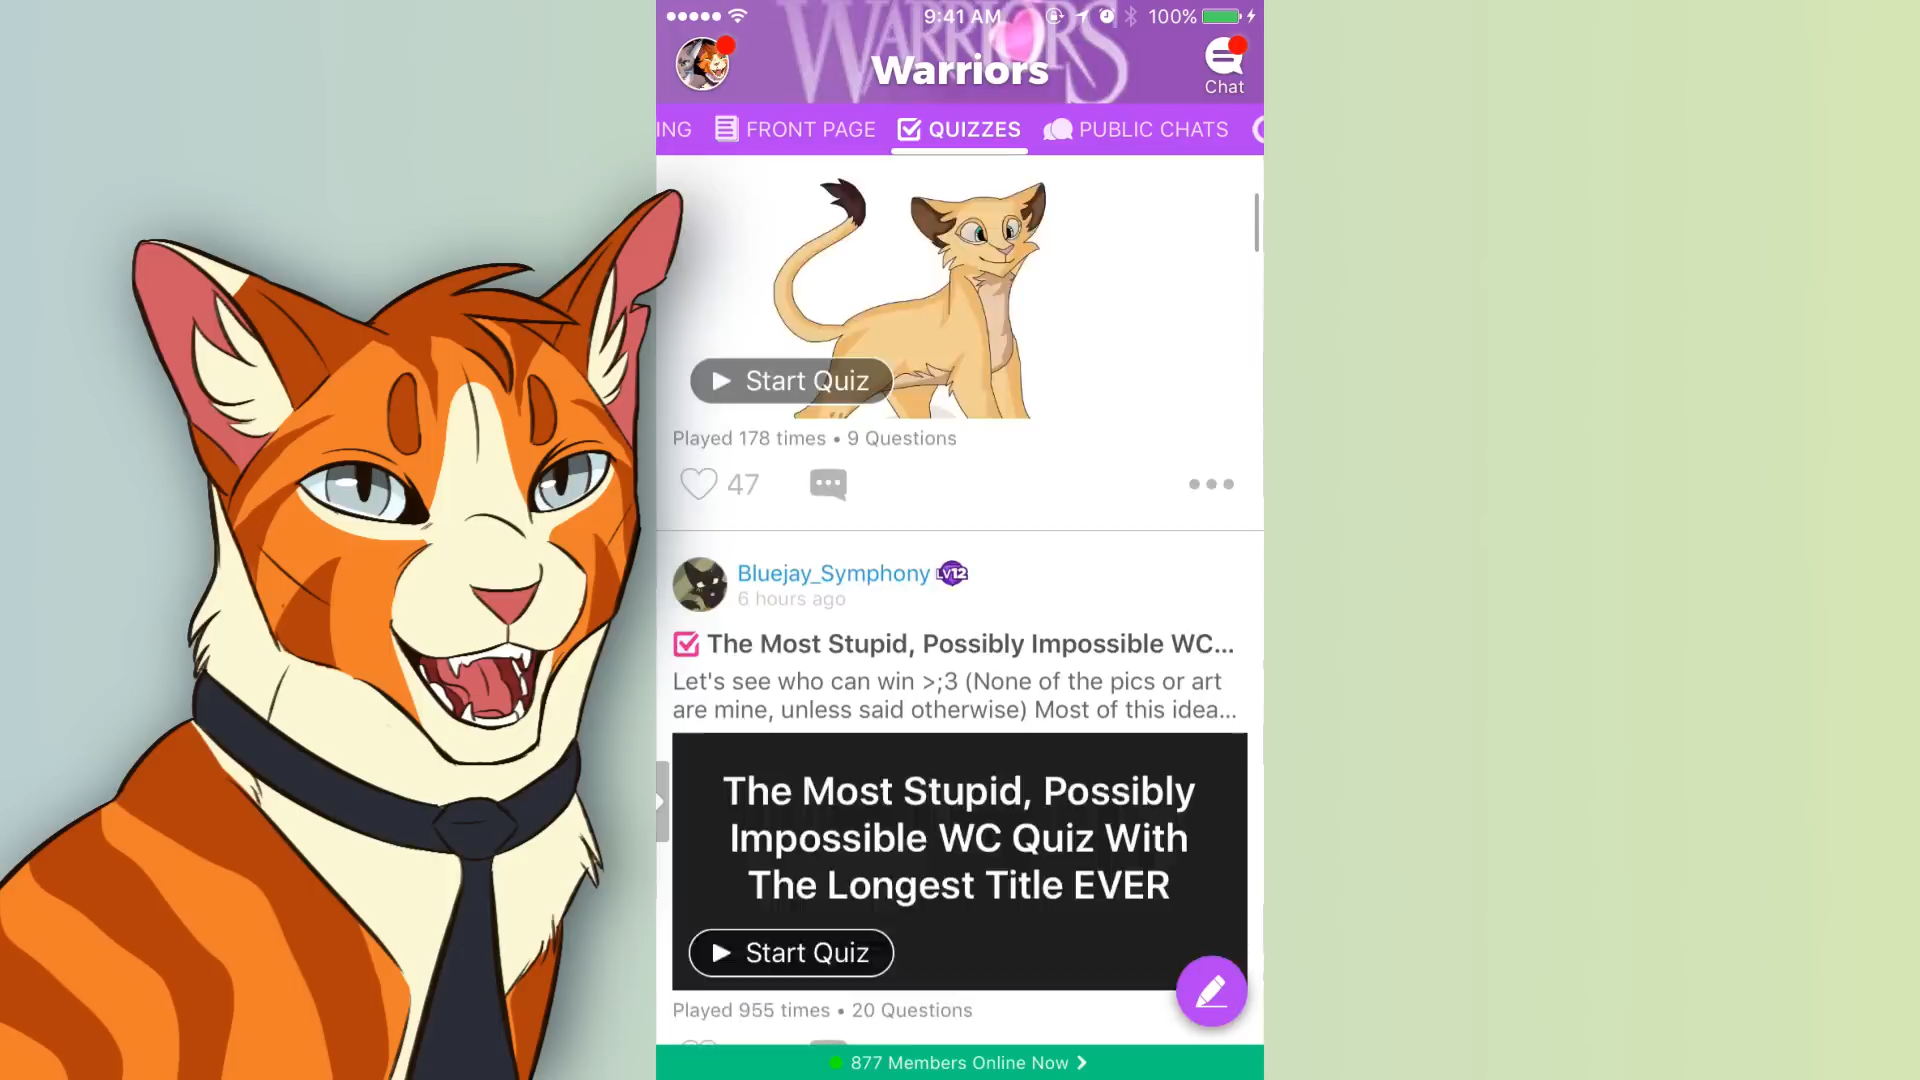 9:41 AM 100%
WARRIORS
Warriors
Chat
ING FRONT PAGE QUIZZES PUBLIC CHATS
Start Quiz
Played 178 times • 9 Questions
47
Bluejay_Symphony LV12
6 hours ago
The Most Stupid, Possibly Impossible WC...
Let's see who can win >;3 (None of the pics or art
are mine, unless said otherwise) Most of this idea...
The Most Stupid, Possibly
Impossible WC Quiz With
The Longest Title EVER
Start Quiz
Played 955 times • 20 Questions
877 Members Online Now